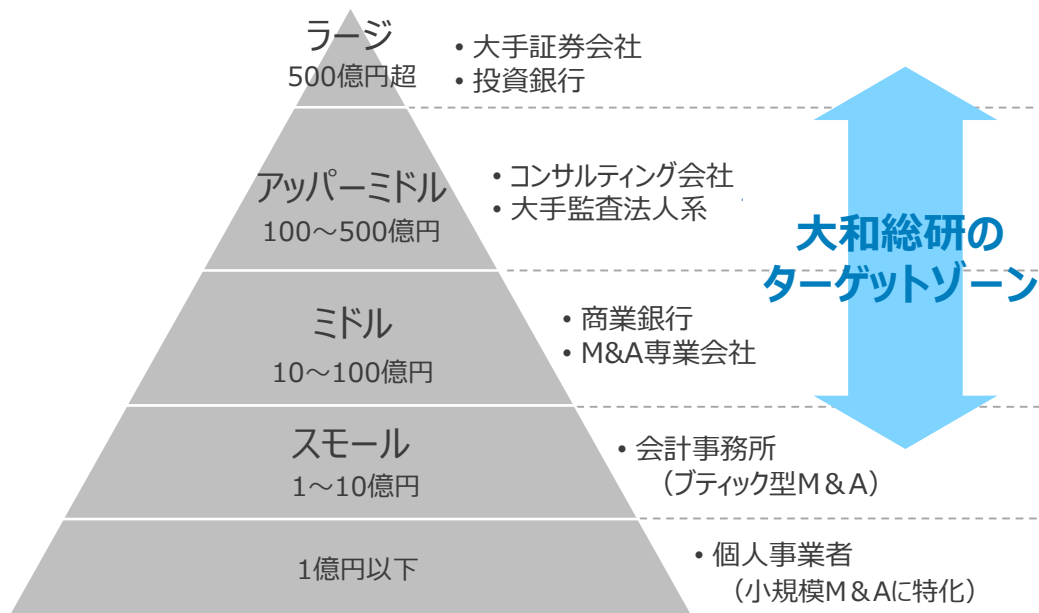 ラージ
500億円超
・大手証券会社
・投資銀行
アッパーミドル
100～500億円
・コンサルティング会社
・大手監査法人系
大和総研の
ターゲットゾーン
ミドル
10～100億円
・商業銀行
・M&A専業会社
スモール
1～10億円
・会計事務所
（ブティック型M＆A）
1億円以下
・個人事業者
（小規模M＆Aに特化）